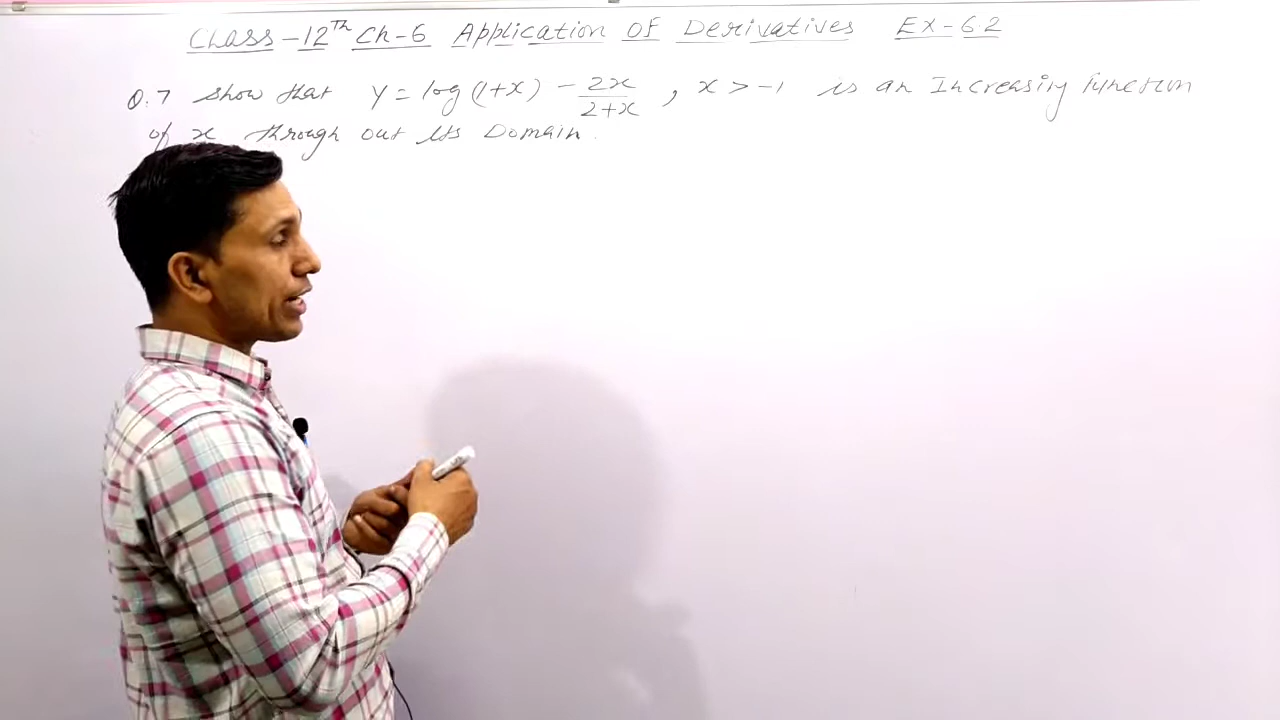 Class-12th Ch-6 Application Of Derivatives Ex-6.2
Q.7 Show that y = log(1+x) - 2x/2+x , x > -1 is an Increasing function
of x through out its Domain.